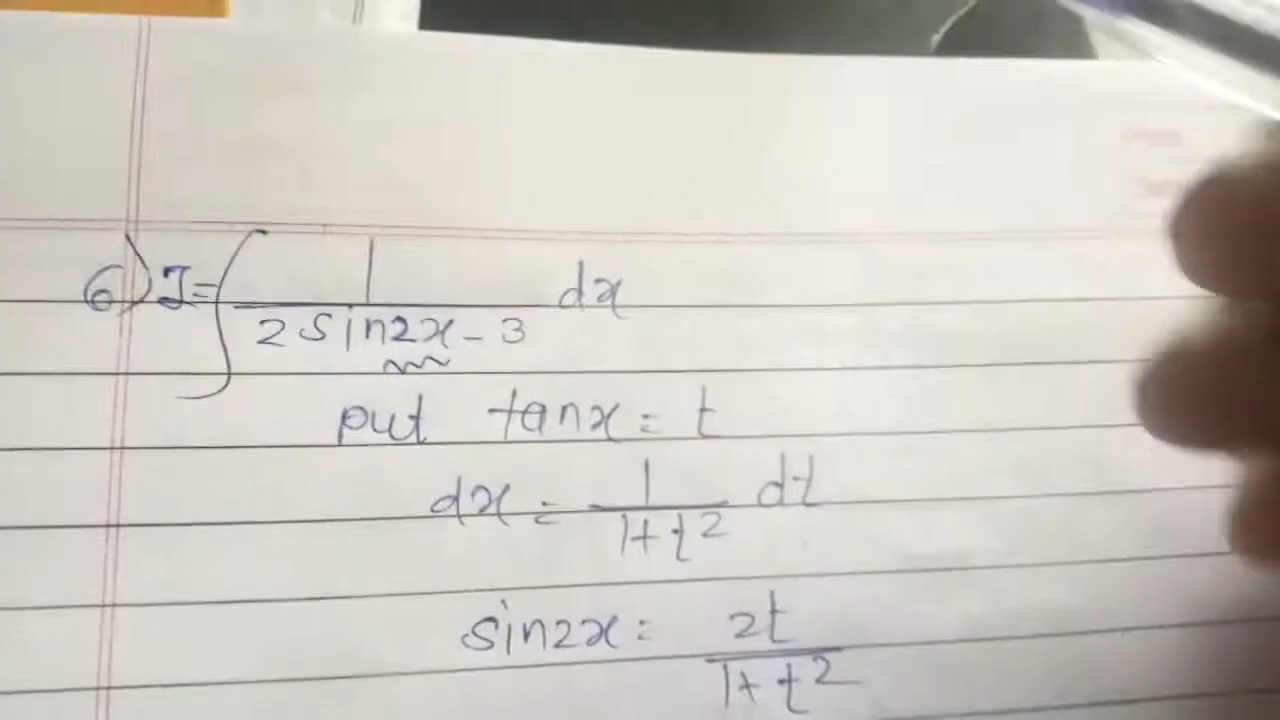 6) I = ∫ 1/(2 sin2x - 3) dx
put tanx = t
dx = 1/(1+t²) dt
sin2x = 2t/(1+t²)